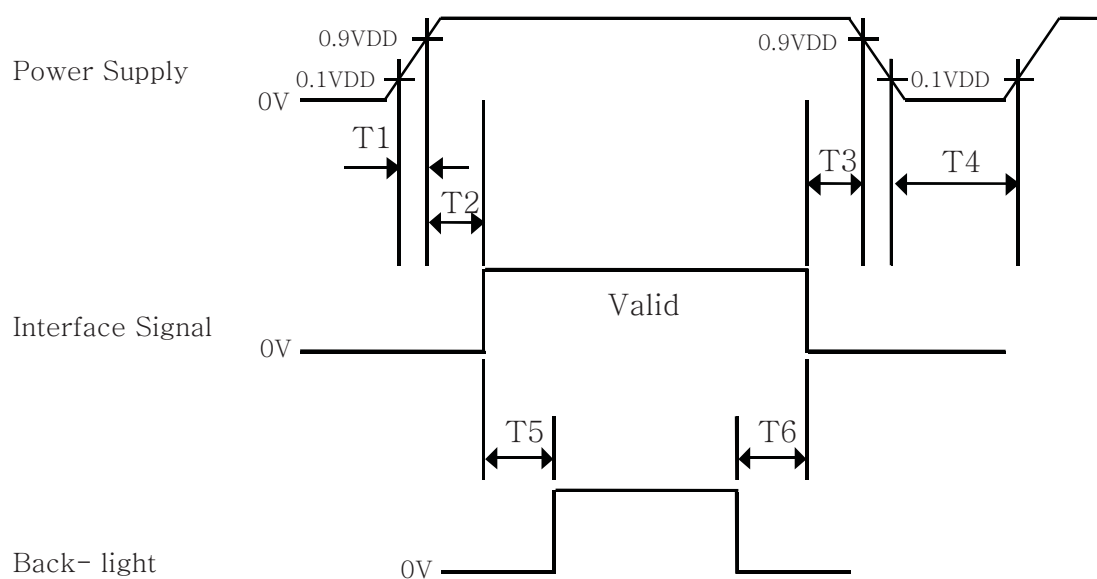 0.9VDD
0.9VDD
Power Supply
0.1VDD
0.1VDD
0V
T1
T2
T3
T4
Valid
Interface Signal
0V
T5
T6
Back- light
0V